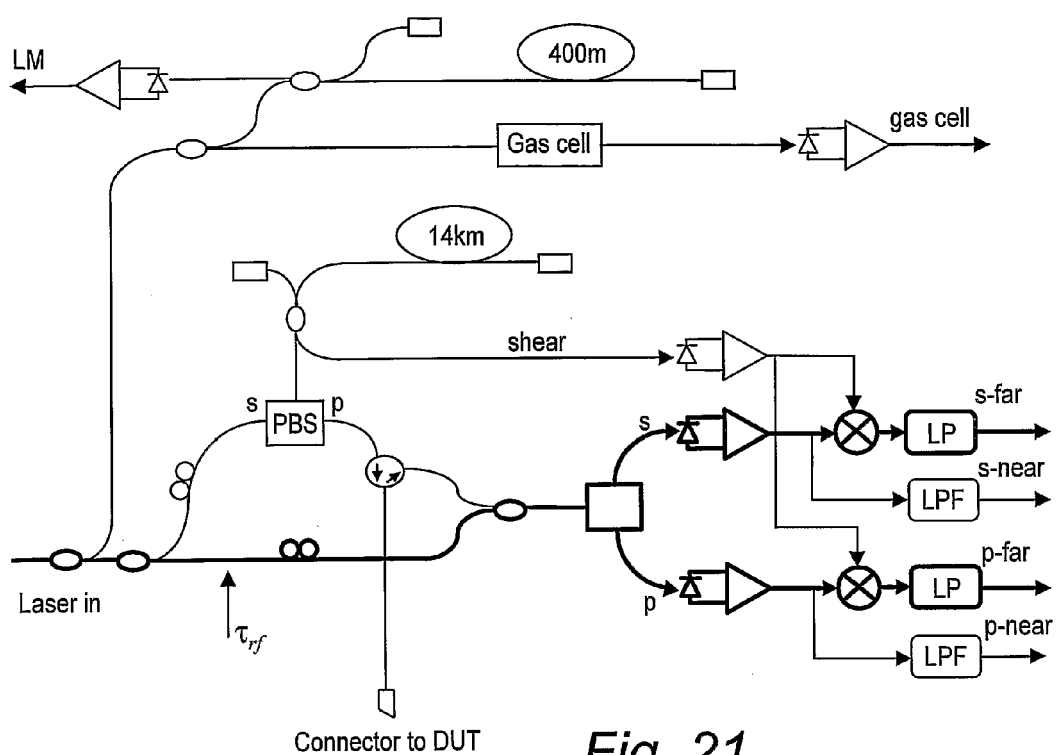 LM
400m
Gas cell
gas cell
14km
shear
s
p
PBS
s
s-far
LP
s-near
LPF
p-far
LP
p
p-near
LPF
Laser in
τrf
Connector to DUT
Fig. 21